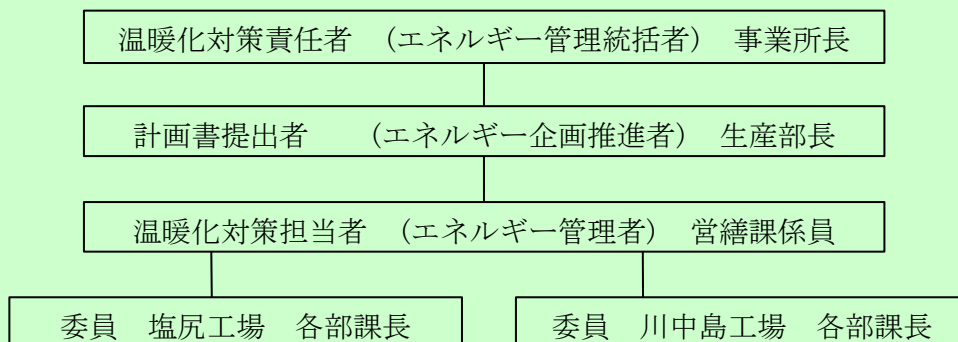 温暖化対策責任者　（エネルギー管理統括者）　事業所長
計画書提出者　　（エネルギー企画推進者）　生産部長
温暖化対策担当者　（エネルギー管理者）　営繕課係員
委員　塩尻工場　各部課長
委員　川中島工場　各部課長